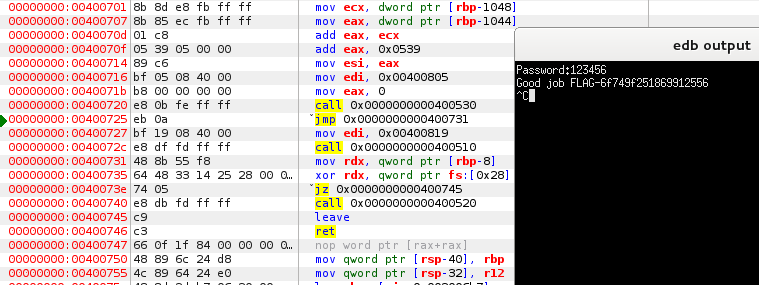 00000000:00400701 8b 8d e8 fb ff ff mov ecx, dword ptr [rbp-1048]
00000000:00400707 8b 85 ec fb ff ff mov eax, dword ptr [rbp-1044]
00000000:0040070d 01 c8 add eax, ecx
00000000:0040070f 05 39 05 00 00 add eax, 0x0539
00000000:00400714 89 c6 mov esi, eax
00000000:00400716 bf 05 08 40 00 mov edi, 0x00400805
00000000:0040071b b8 00 00 00 00 mov eax, 0
00000000:00400720 e8 0b fe ff ff call 0x0000000000400530
00000000:00400725 eb 0a jmp 0x0000000000400731
00000000:00400727 bf 19 08 40 00 mov edi, 0x00400819
00000000:0040072c e8 df fd ff ff call 0x0000000000400510
00000000:00400731 48 8b 55 f8 mov rdx, qword ptr [rbp-8]
00000000:00400735 64 48 33 14 25 28 00 0… xor rdx, qword ptr fs:[0x28]
00000000:0040073e 74 05 jz 0x0000000000400745
00000000:00400740 e8 db fd ff ff call 0x0000000000400520
00000000:00400745 c9 leave
00000000:00400746 c3 ret
00000000:00400747 66 0f 1f 84 00 00 00 0… nop word ptr [rax+rax]
00000000:00400750 48 89 6c 24 d8 mov qword ptr [rsp-40], rbp
00000000:00400755 4c 89 64 24 e0 mov qword ptr [rsp-32], r12
edb output
Password:123456
Good job FLAG-6f749f251869912556
^C